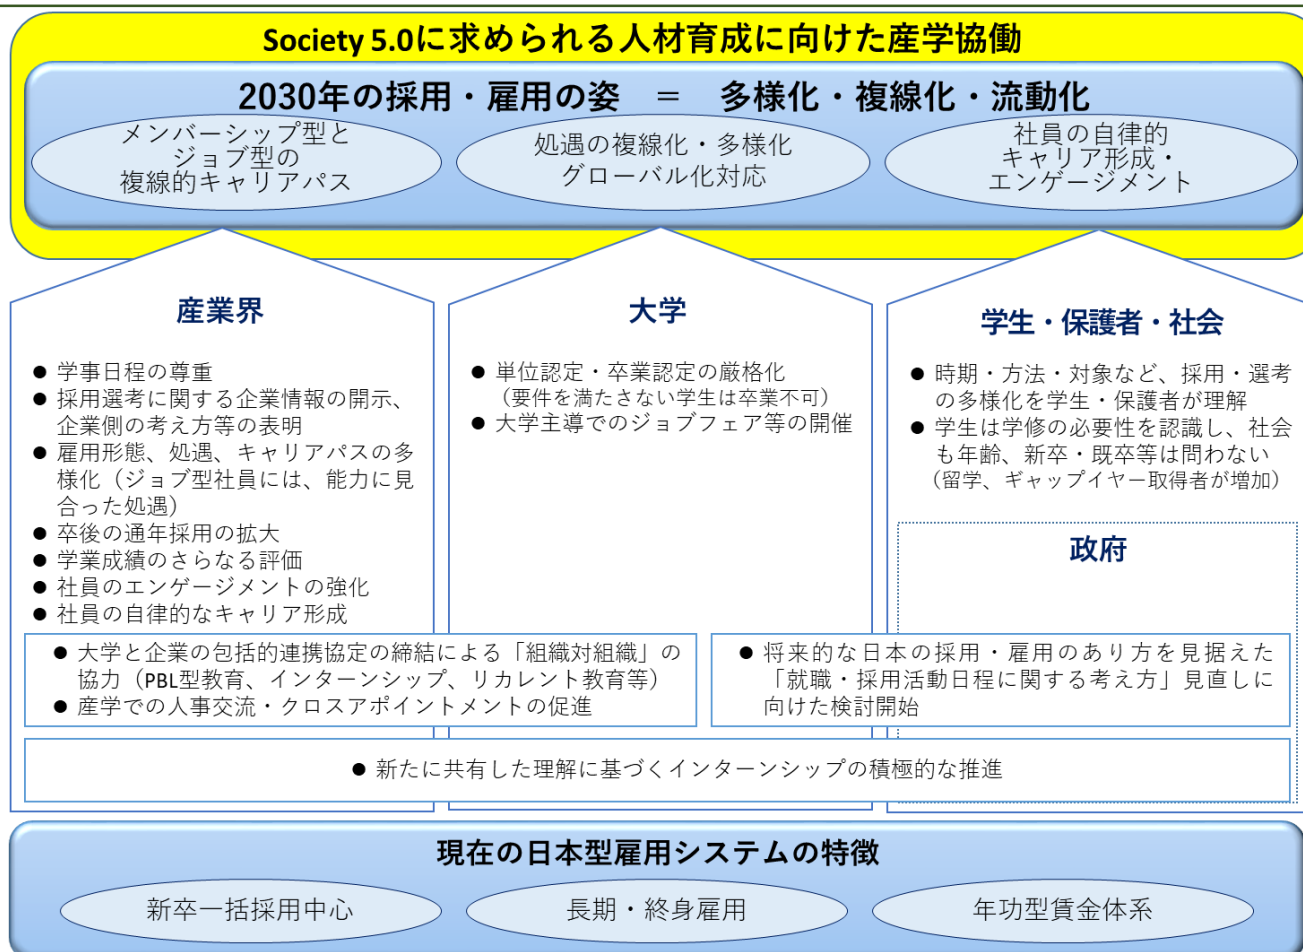 Society 5.0に求められる人材育成に向けた産学協働
2030年の採用・雇用の姿 = 多様化・複線化・流動化
メンバーシップ型と
ジョブ型の
複線的キャリアパス
処遇の複線化・多様化
グローバル化対応
社員の自律的
キャリア形成・
エンゲージメント
産業界
● 学事日程の尊重
● 採用選考に関する企業情報の開示、
企業側の考え方等の表明
● 雇用形態、処遇、キャリアパスの多
様化（ジョブ型社員には、能力に見
合った処遇）
● 卒後の通年採用の拡大
● 学業成績のさらなる評価
● 社員のエンゲージメントの強化
● 社員の自律的なキャリア形成
大学
● 単位認定・卒業認定の厳格化
（要件を満たさない学生は卒業不可）
● 大学主導でのジョブフェア等の開催
学生・保護者・社会
● 時期・方法・対象など、採用・選考
の多様化を学生・保護者が理解
● 学生は学修の必要性を認識し、社会
も年齢、新卒・既卒等は問わない
（留学、ギャップイヤー取得者が増加）
政府
● 大学と企業の包括的連携協定の締結による「組織対組織」の
協力（PBL型教育、インターンシップ、リカレント教育等）
● 産学での人事交流・クロスアポイントメントの促進
● 将来的な日本の採用・雇用のあり方を見据えた
「就職・採用活動日程に関する考え方」見直しに
向けた検討開始
● 新たに共有した理解に基づくインターンシップの積極的な推進
現在の日本型雇用システムの特徴
新卒一括採用中心
長期・終身雇用
年功型賃金体系